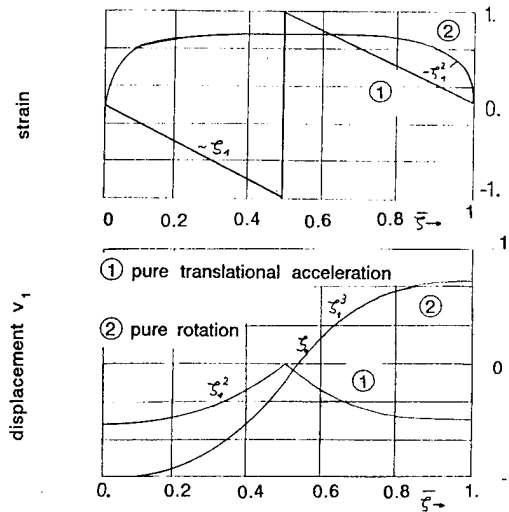 1.
②
~ζ₁²
①
0.
~ζ₁
-1.
strain
0 0.2 0.4 0.6 0.8 1
ζ̄→
1
① pure translational acceleration
ζ₁³
②
② pure rotation
ζ₁
0
ζ₁²
①
displacement v₁
-
0. 0.2 0.4 0.6 0.8 1
ζ̄→